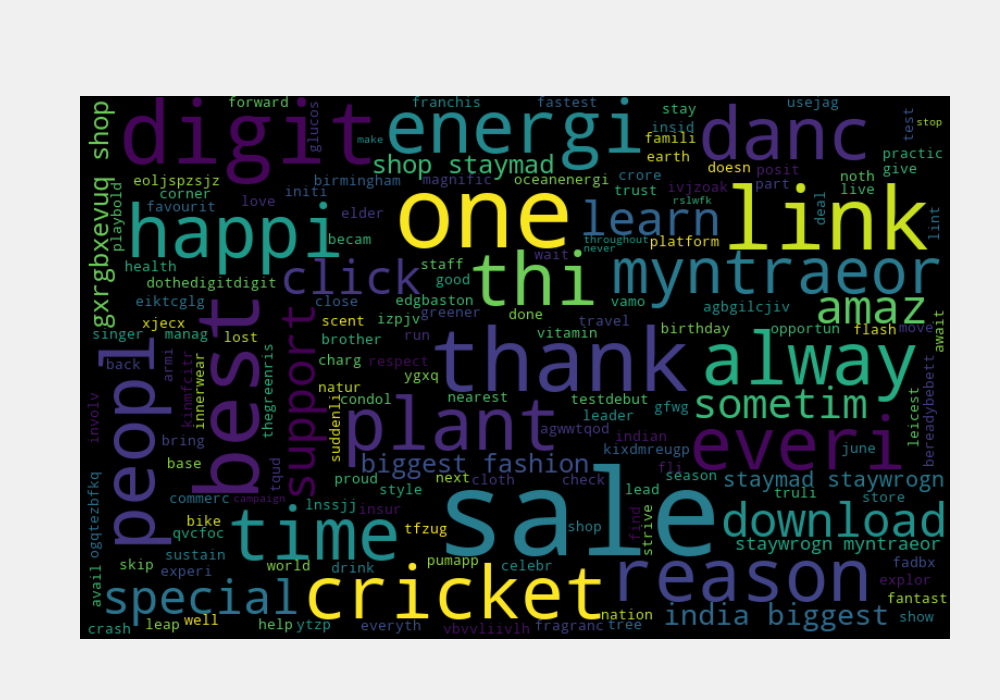 forward
franchis
fastest
usejag
digit
energi
danc
stay
insid
famili
earth
test
stop
glucos
make
gxrgbxevuq shop
shop staymad
doesn
posit
practic
give
noth
live
eoljspzsjz
corner
favourit
playbold
birmingham
magnific
oceanenergi
crore
trust
ivjzoak
part
rslwfk
initi
love
elder
happi
one
learn
link
deal
lint
becam
throughout
never
platform
wait
health
dothedigitdigit
click
staff
good
thi
myntraeor
eiktcglg
close
edgbaston
greener
done
vamo
agbgilcjiv
amaz
xjecx
singer
manag
lost
best
scent
izpjv
brother
run
vitamin
travel
birthday
opportun
flash
move
await
peopl
back
armi
kinmfcitr
innerwear
thegreenris
support
charg
respect
ygxq
thank
alway
natur
condol
suddenli
nearest
testdebut
leader
gfwg
sometim
leicest
bereadybebett
involv
bring
base
plant
agwwtqod
indian
kixdmreugp
everi
june
biggest fashion
fli
season
proud
style
next
cloth
check
lead
staymad staywrogn
truli
store
ogqtezbfkq
tqud
commerc
campaign
lnssjj
insur
bike
qvcfoc
time
tfzug
sale
shop
find
strive
download
staywrogn myntraeor
sustain
experi
skip
avail
world
drink
pumapp
celebr
reason
fadbx
explor
fantast
special
cricket
nation
india biggest
show
crash
leap
well
help
ytzp
everyth
vbvvliivlh
fragranc
tree